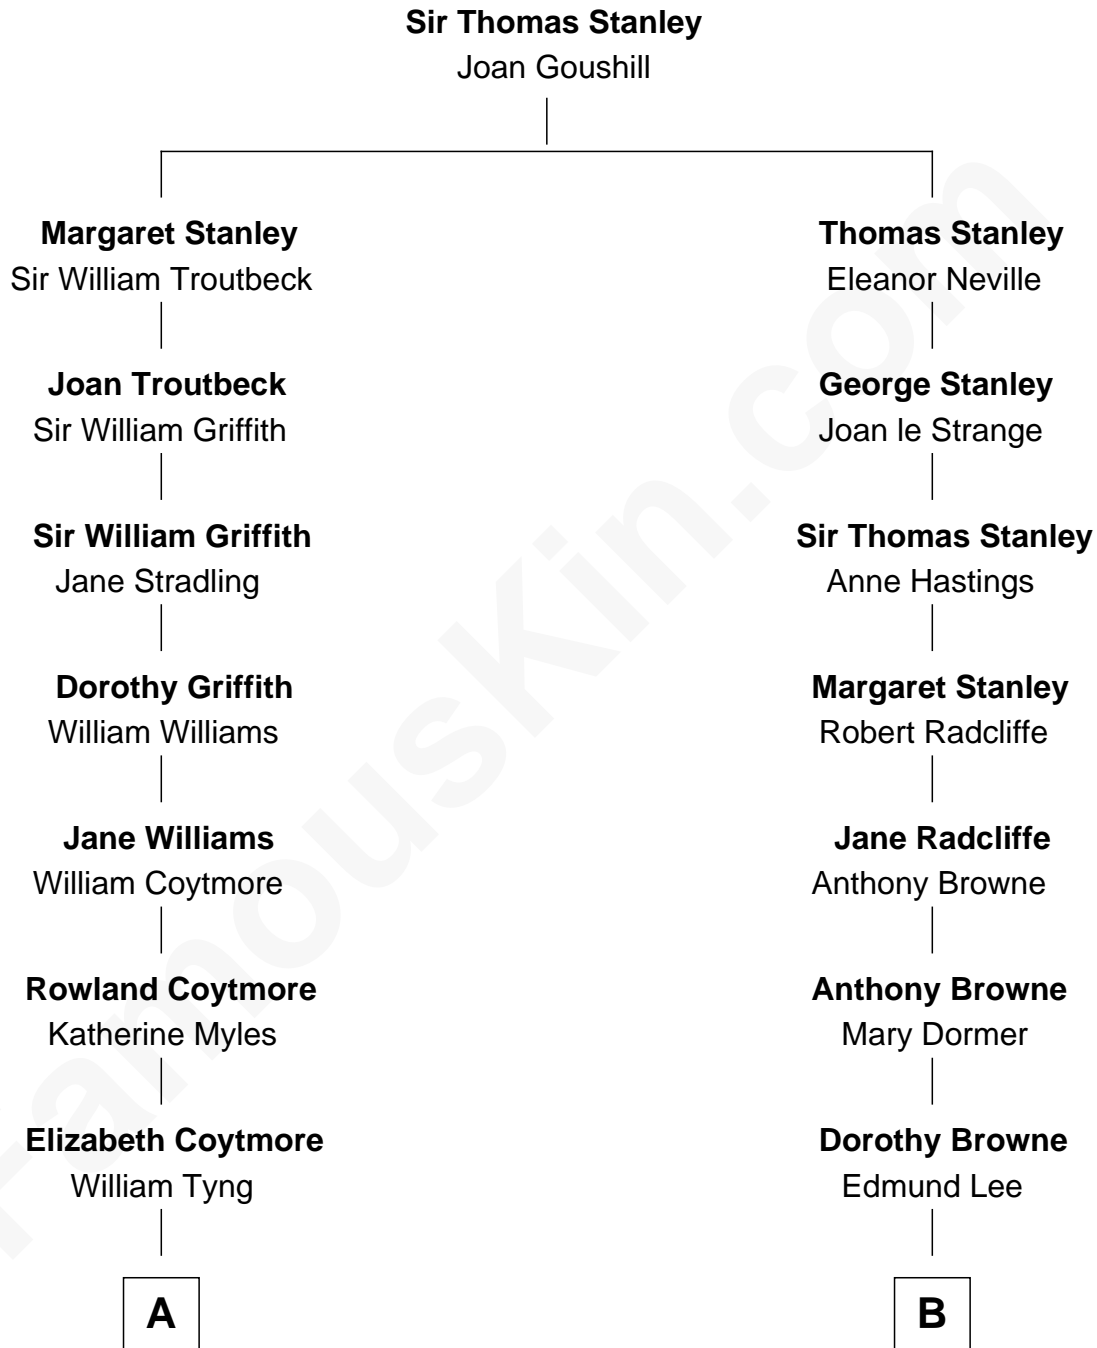 Sir Thomas Stanley
Joan Goushill
Margaret Stanley
Sir William Troutbeck
Thomas Stanley
Eleanor Neville
Joan Troutbeck
Sir William Griffith
George Stanley
Joan le Strange
Sir William Griffith
Jane Stradling
Sir Thomas Stanley
Anne Hastings
Dorothy Griffith
William Williams
Margaret Stanley
Robert Radcliffe
Jane Williams
William Coytmore
Jane Radcliffe
Anthony Browne
Rowland Coytmore
Katherine Myles
Anthony Browne
Mary Dormer
Elizabeth Coytmore
William Tyng
Dorothy Browne
Edmund Lee
A
B
FamousKin.com